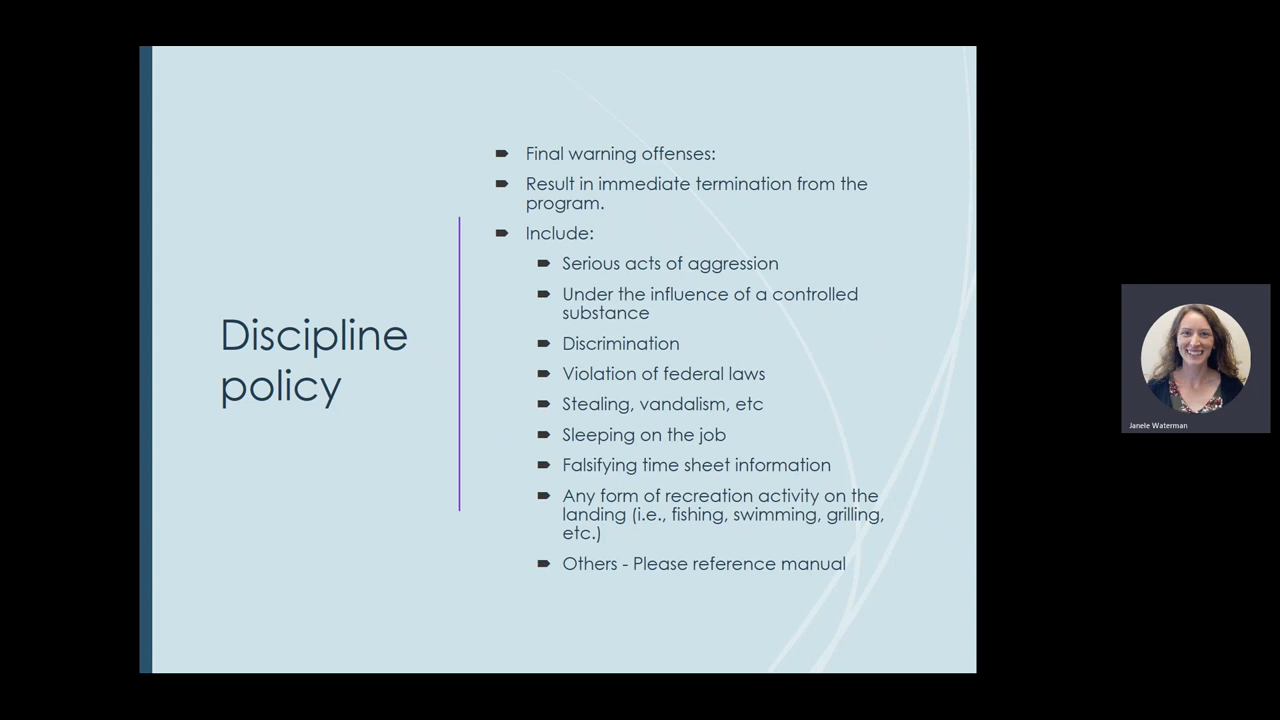 Discipline
policy
Final warning offenses:
Result in immediate termination from the
program.
Include:
Serious acts of aggression
Under the influence of a controlled
substance
Discrimination
Violation of federal laws
Stealing, vandalism, etc
Sleeping on the job
Falsifying time sheet information
Any form of recreation activity on the
landing (i.e., fishing, swimming, grilling,
etc.)
Others - Please reference manual
Janele Waterman